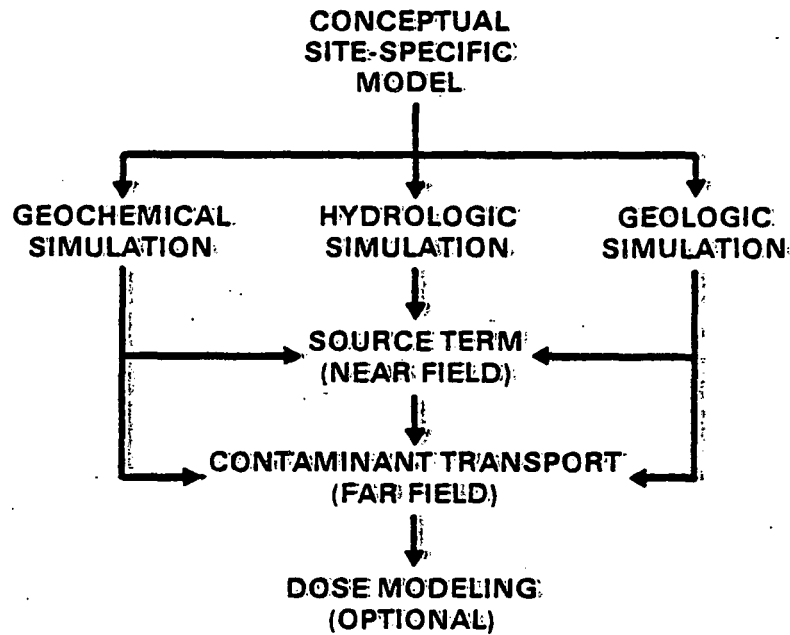 CONCEPTUAL
SITE-SPECIFIC
MODEL
GEOCHEMICAL
SIMULATION
HYDROLOGIC
SIMULATION
GEOLOGIC
SIMULATION
SOURCE TERM
(NEAR FIELD)
CONTAMINANT TRANSPORT
(FAR FIELD)
DOSE MODELING
(OPTIONAL)